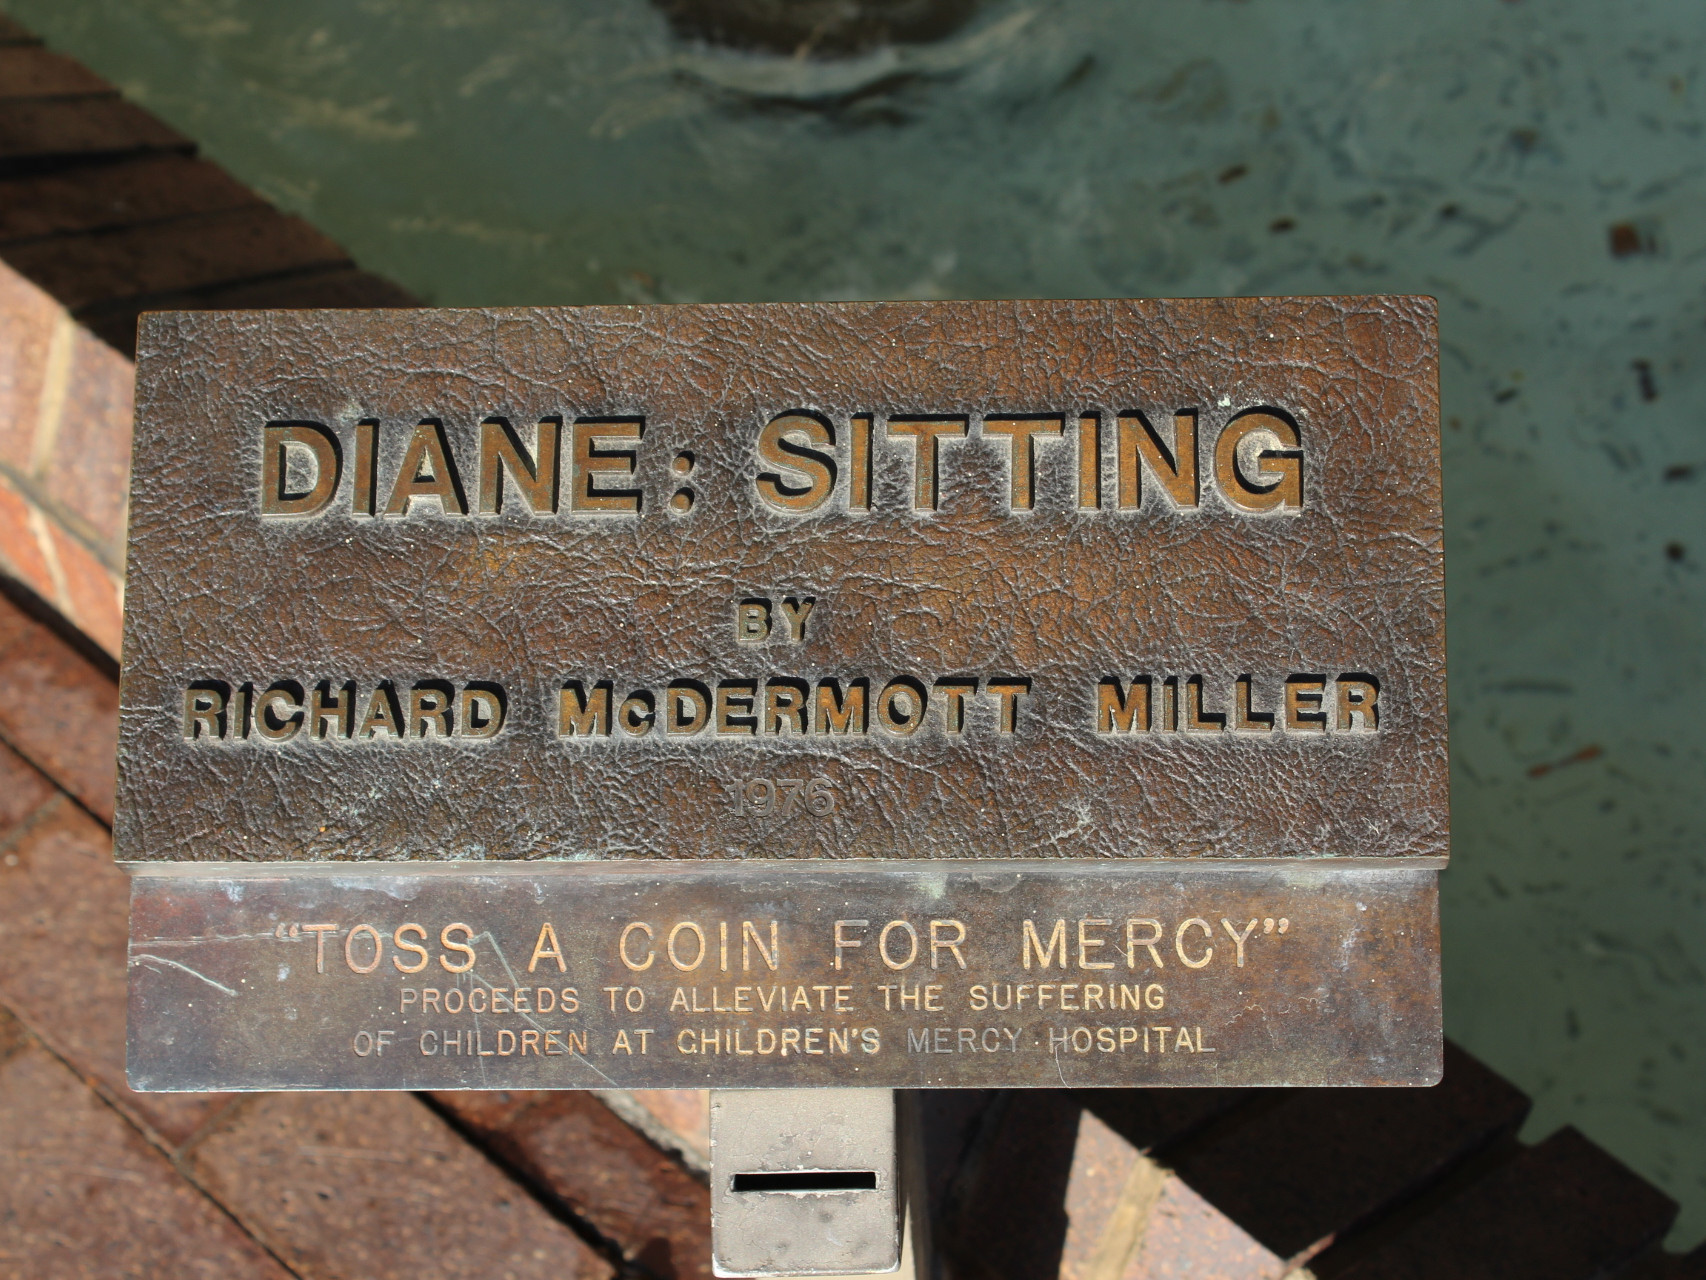 DIANE: SITTING
BY
RICHARD McDERMOTT MILLER
1976
“TOSS A COIN FOR MERCY”
PROCEEDS TO ALLEVIATE THE SUFFERING
OF CHILDREN AT CHILDREN'S MERCY HOSPITAL